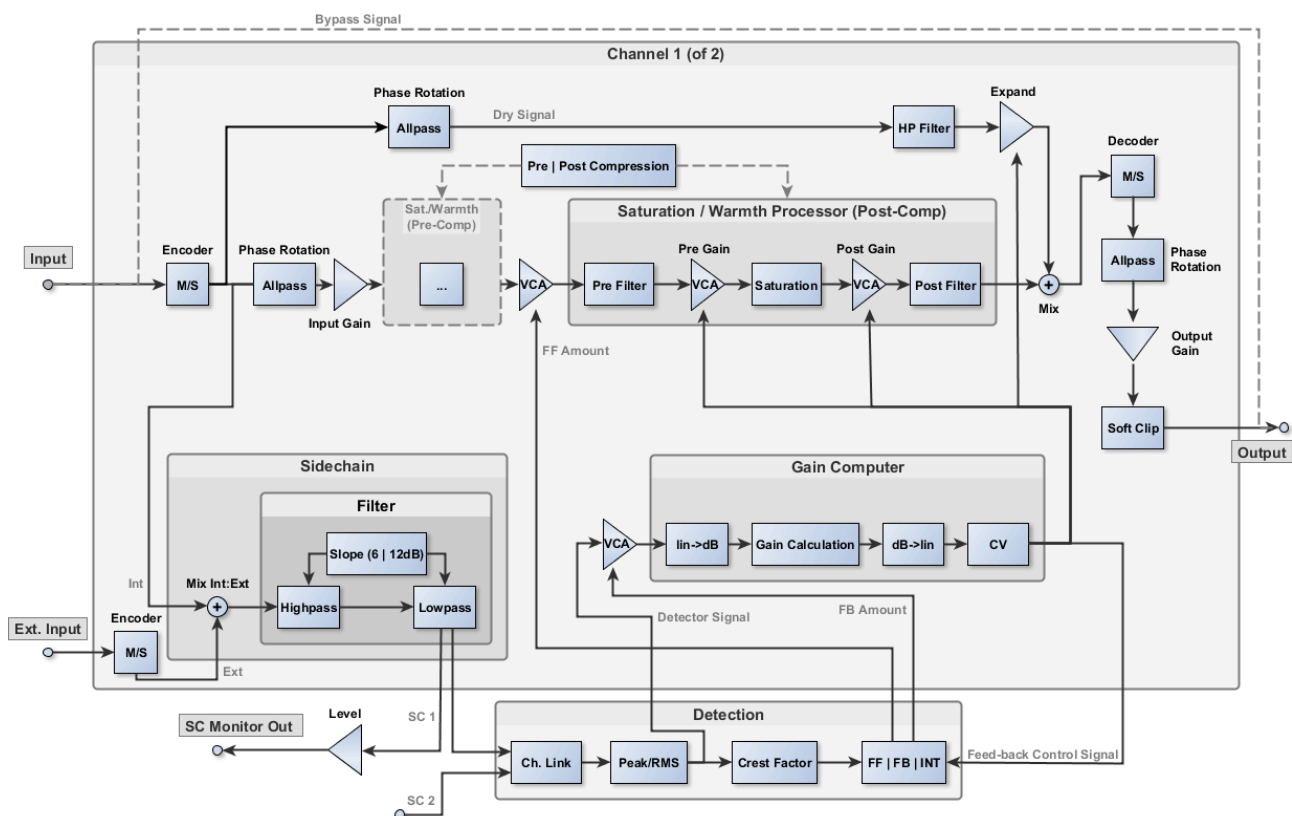 Bypass Signal
Channel 1 (of 2)
Phase Rotation
Allpass
Dry Signal
HP Filter
Expand
Decoder
M/S
Pre | Post Compression
Sat./Warmth
(Pre-Comp)
...
Saturation / Warmth Processor (Post-Comp)
Input
Encoder
M/S
Phase Rotation
Allpass
Input Gain
VCA
Pre Filter
Pre Gain
VCA
Saturation
Post Gain
VCA
Post Filter
Mix
Allpass
Phase
Rotation
Output
Gain
Soft Clip
Output
FF Amount
Sidechain
Filter
Slope (6 | 12dB)
Highpass
Lowpass
Int
Mix Int:Ext
Ext. Input
Encoder
M/S
Ext
Gain Computer
VCA
lin->dB
Gain Calculation
dB->lin
CV
Detector Signal
FB Amount
SC Monitor Out
Level
SC 1
SC 2
Detection
Ch. Link
Peak/RMS
Crest Factor
FF | FB | INT
Feed-back Control Signal